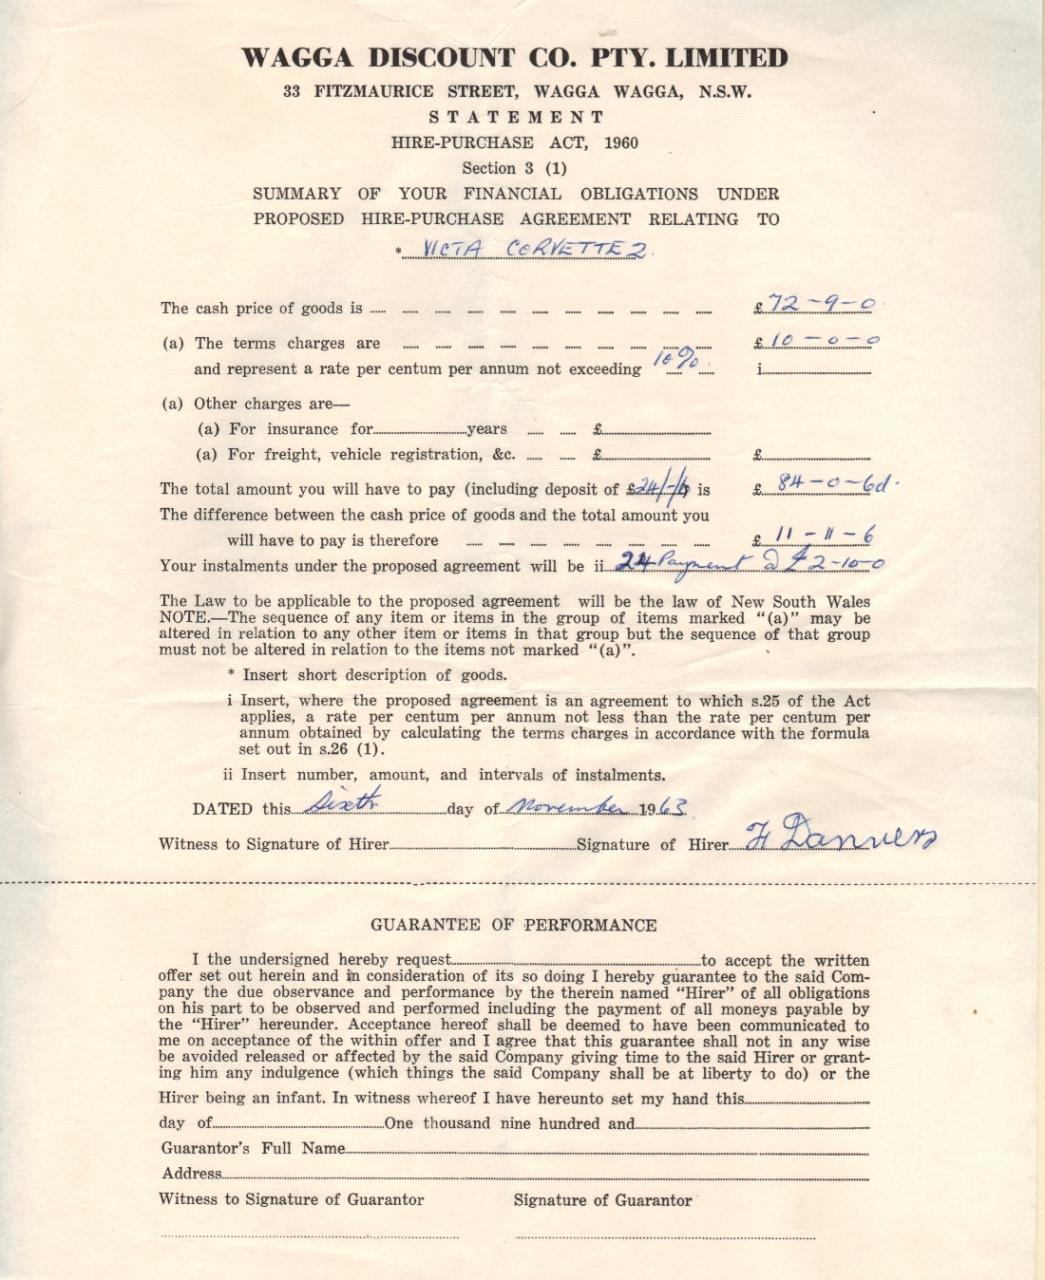 WAGGA DISCOUNT CO. PTY. LIMITED
33 FITZMAURICE STREET, WAGGA WAGGA, N.S.W.
STATEMENT
HIRE-PURCHASE ACT, 1960
Section 3 (1)
SUMMARY OF YOUR FINANCIAL OBLIGATIONS UNDER
PROPOSED HIRE-PURCHASE AGREEMENT RELATING TO
* VICTA CORVETTE 2.
The cash price of goods is £ 72-9-0
(a) The terms charges are £ 10-0-0
and represent a rate per centum per annum not exceeding 10% i
(a) Other charges are—
(a) For insurance for years £
(a) For freight, vehicle registration, &c. £ £
The total amount you will have to pay (including deposit of £24/-/6 is £ 84-0-6d.
The difference between the cash price of goods and the total amount you
will have to pay is therefore £ 11-11-6
Your instalments under the proposed agreement will be ii 24 Payment @ £2-10-0
The Law to be applicable to the proposed agreement will be the law of New South Wales
NOTE.—The sequence of any item or items in the group of items marked "(a)" may be
altered in relation to any other item or items in that group but the sequence of that group
must not be altered in relation to the items not marked "(a)".
* Insert short description of goods.
i Insert, where the proposed agreement is an agreement to which s.25 of the Act
applies, a rate per centum per annum not less than the rate per centum per
annum obtained by calculating the terms charges in accordance with the formula
set out in s.26 (1).
ii Insert number, amount, and intervals of instalments.
DATED this Sixth day of November 1963
Witness to Signature of Hirer Signature of Hirer H Danvers
GUARANTEE OF PERFORMANCE
I the undersigned hereby request to accept the written
offer set out herein and in consideration of its so doing I hereby guarantee to the said Com-
pany the due observance and performance by the therein named "Hirer" of all obligations
on his part to be observed and performed including the payment of all moneys payable by
the "Hirer" hereunder. Acceptance hereof shall be deemed to have been communicated to
me on acceptance of the within offer and I agree that this guarantee shall not in any wise
be avoided released or affected by the said Company giving time to the said Hirer or grant-
ing him any indulgence (which things the said Company shall be at liberty to do) or the
Hirer being an infant. In witness whereof I have hereunto set my hand this
day of One thousand nine hundred and
Guarantor's Full Name
Address
Witness to Signature of Guarantor Signature of Guarantor